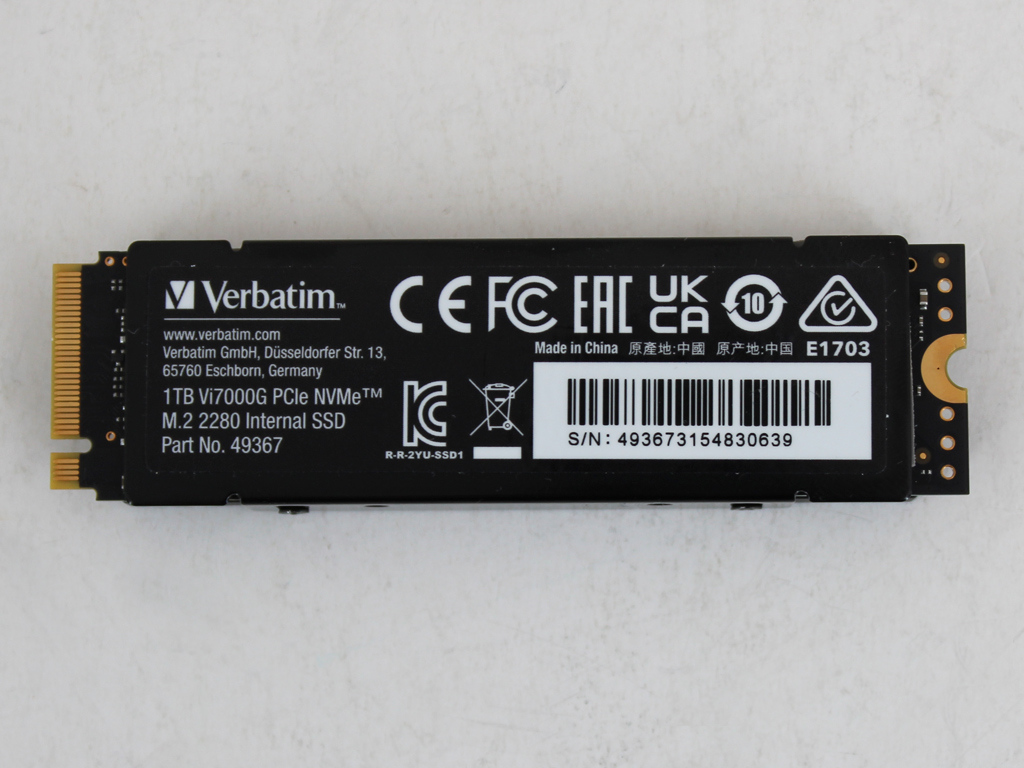 Verbatim™
www.verbatim.com
Verbatim GmbH, Düsseldorfer Str. 13,
65760 Eschborn, Germany
1TB Vi7000G PCIe NVMe™
M.2 2280 Internal SSD
Part No. 49367
CE FC EAC UK CA 10
Made in China 原產地:中國 原产地:中国 E1703
R-R-2YU-SSD1
S/N: 493673154830639